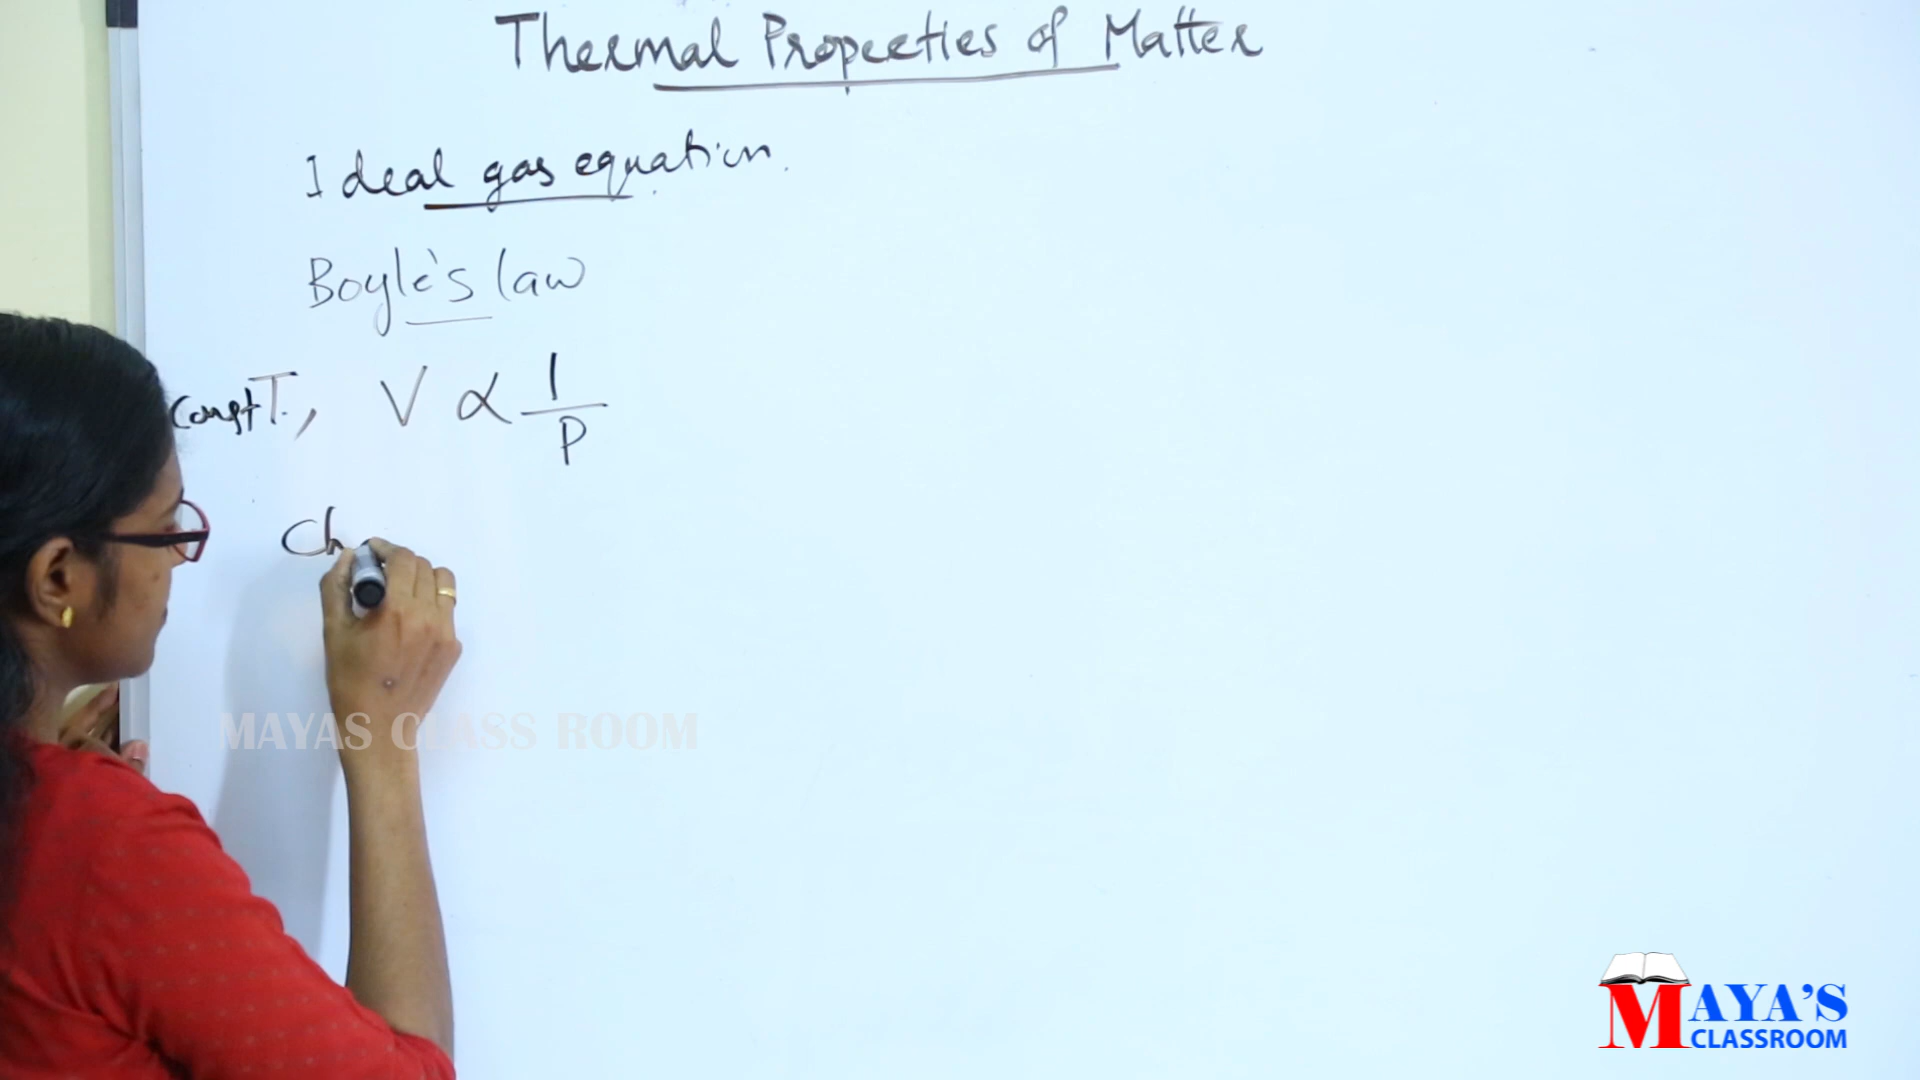 Thermal Properties of Matter
Ideal gas equation.
Boyle's law
Const T., V ∝ 1/P
Ch
MAYAS CLASS ROOM
MAYA'S
CLASSROOM